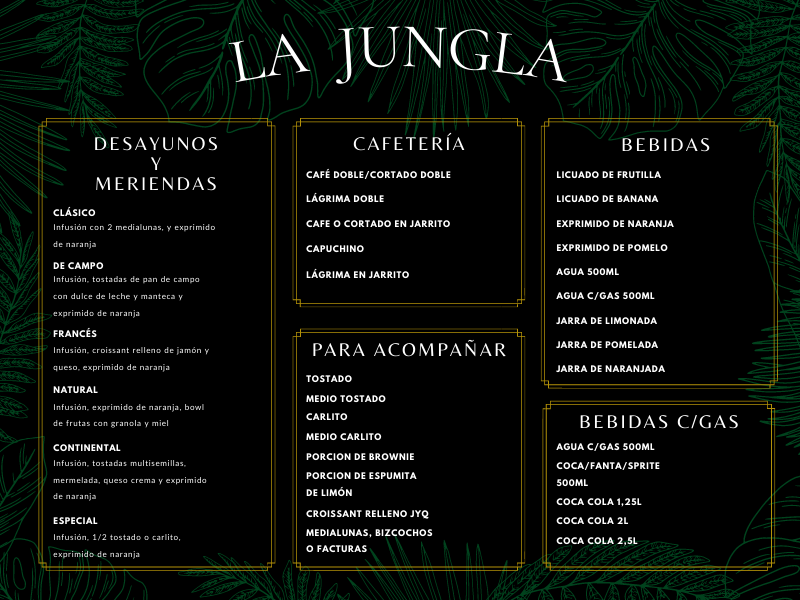 LA JUNGLA
DESAYUNOS
Y
MERIENDAS
CLÁSICO
Infusión con 2 medialunas, y exprimido
de naranja
DE CAMPO
Infusión, tostadas de pan de campo
con dulce de leche y manteca y
exprimido de naranja
FRANCÉS
Infusión, croissant relleno de jamón y
queso, exprimido de naranja
NATURAL
Infusión, exprimido de naranja, bowl
de frutas con granola y miel
CONTINENTAL
Infusión, tostadas multisemillas,
mermelada, queso crema y exprimido
de naranja
ESPECIAL
Infusión, 1/2 tostado o carlito,
exprimido de naranja
CAFETERÍA
CAFÉ DOBLE/CORTADO DOBLE
LÁGRIMA DOBLE
CAFE O CORTADO EN JARRITO
CAPUCHINO
LÁGRIMA EN JARRITO
PARA ACOMPAÑAR
TOSTADO
MEDIO TOSTADO
CARLITO
MEDIO CARLITO
PORCION DE BROWNIE
PORCION DE ESPUMITA
DE LIMÓN
CROISSANT RELLENO JYQ
MEDIALUNAS, BIZCOCHOS
O FACTURAS
BEBIDAS
LICUADO DE FRUTILLA
LICUADO DE BANANA
EXPRIMIDO DE NARANJA
EXPRIMIDO DE POMELO
AGUA 500ML
AGUA C/GAS 500ML
JARRA DE LIMONADA
JARRA DE POMELADA
JARRA DE NARANJADA
BEBIDAS C/GAS
AGUA C/GAS 500ML
COCA/FANTA/SPRITE
500ML
COCA COLA 1,25L
COCA COLA 2L
COCA COLA 2,5L